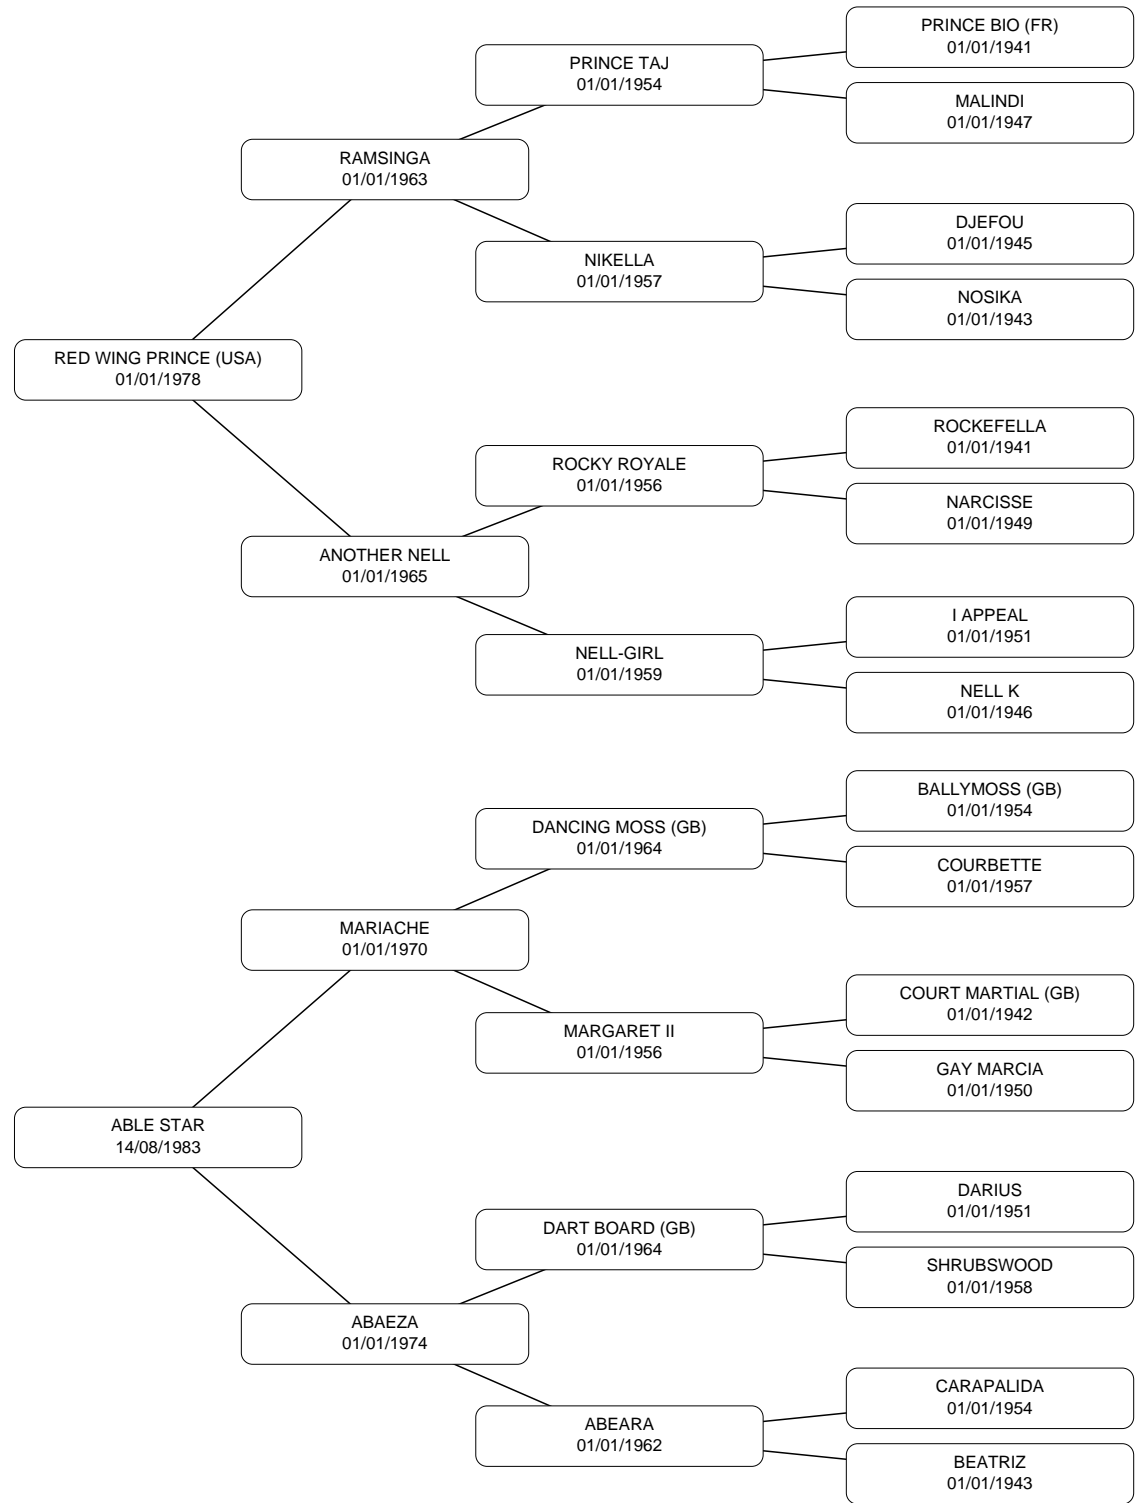 PRINCE BIO (FR)
01/01/1941
PRINCE TAJ
01/01/1954
MALINDI
01/01/1947
RAMSINGA
01/01/1963
DJEFOU
01/01/1945
NIKELLA
01/01/1957
NOSIKA
01/01/1943
RED WING PRINCE (USA)
01/01/1978
ROCKEFELLA
01/01/1941
ROCKY ROYALE
01/01/1956
NARCISSE
01/01/1949
ANOTHER NELL
01/01/1965
I APPEAL
01/01/1951
NELL-GIRL
01/01/1959
NELL K
01/01/1946
BALLYMOSS (GB)
01/01/1954
DANCING MOSS (GB)
01/01/1964
COURBETTE
01/01/1957
MARIACHE
01/01/1970
COURT MARTIAL (GB)
01/01/1942
MARGARET II
01/01/1956
GAY MARCIA
01/01/1950
ABLE STAR
14/08/1983
DARIUS
01/01/1951
DART BOARD (GB)
01/01/1964
SHRUBSWOOD
01/01/1958
ABAEZA
01/01/1974
CARAPALIDA
01/01/1954
ABEARA
01/01/1962
BEATRIZ
01/01/1943